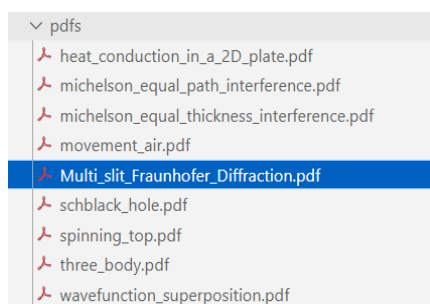 pdfs
heat_conduction_in_a_2D_plate.pdf
michelson_equal_path_interference.pdf
michelson_equal_thickness_interference.pdf
movement_air.pdf
Multi_slit_Fraunhofer_Diffraction.pdf
schblack_hole.pdf
spinning_top.pdf
three_body.pdf
wavefunction_superposition.pdf